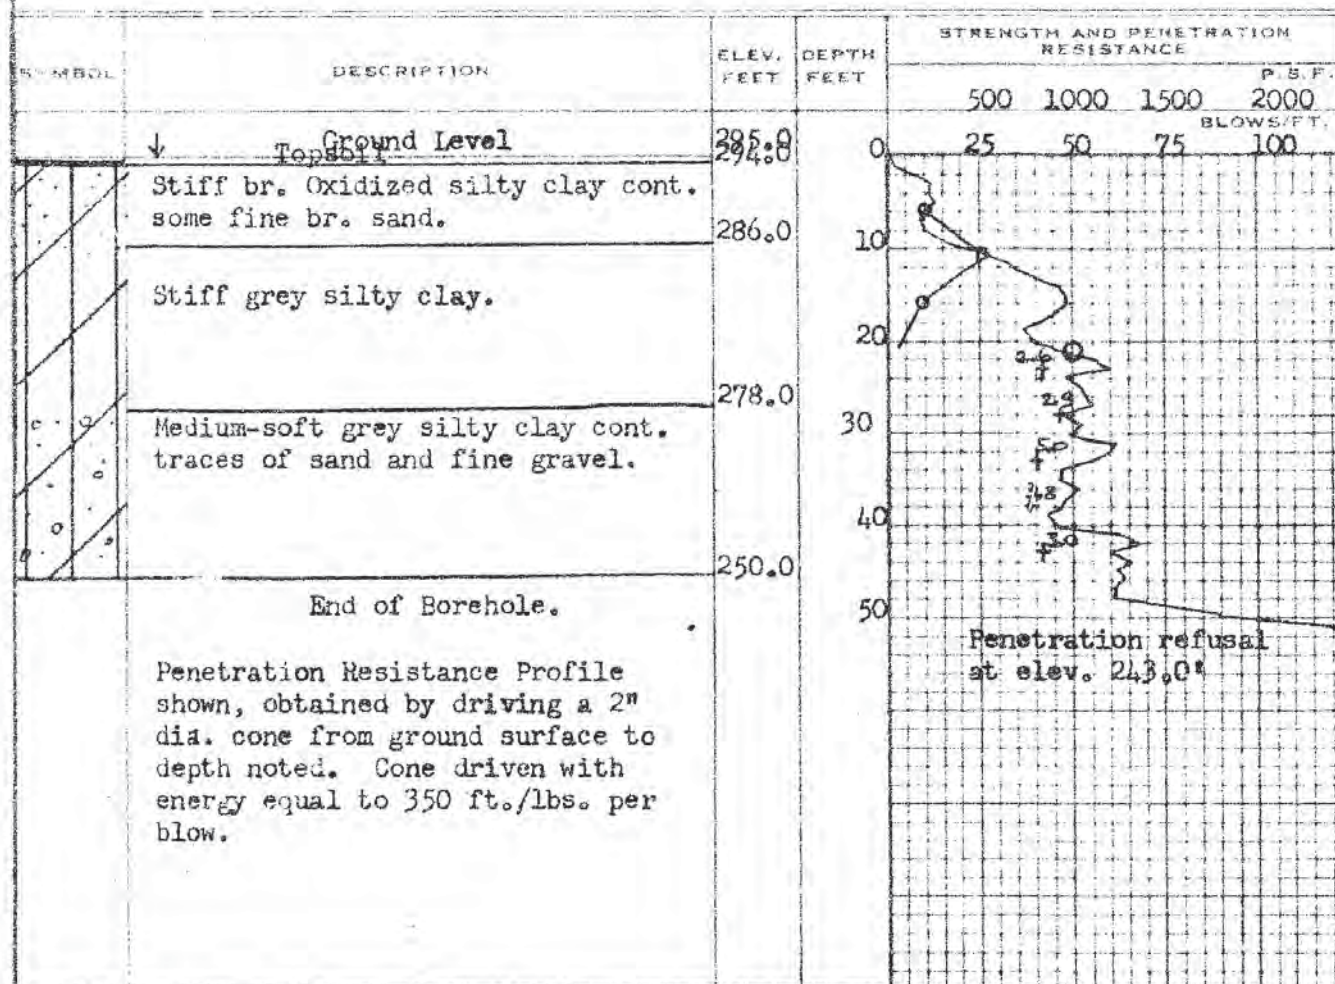 STRENGTH AND PENETRATION
RESISTANCE
SYMBOL
DESCRIPTION
ELEV.
FEET
DEPTH
FEET
P.S.F.
500 1000 1500 2000
BLOWS/FT.
0 25 50 75 100
Ground Level 295.0
Topsoil 294.0
Stiff br. Oxidized silty clay cont.
some fine br. sand.
286.0
10
Stiff grey silty clay.
20
2.6
278.0
2.9
30
Medium-soft grey silty clay cont.
traces of sand and fine gravel.
40
250.0
End of Borehole.
50
Penetration refusal
at elev. 243.0'
Penetration Resistance Profile
shown, obtained by driving a 2"
dia. cone from ground surface to
depth noted. Cone driven with
energy equal to 350 ft./lbs. per
blow.